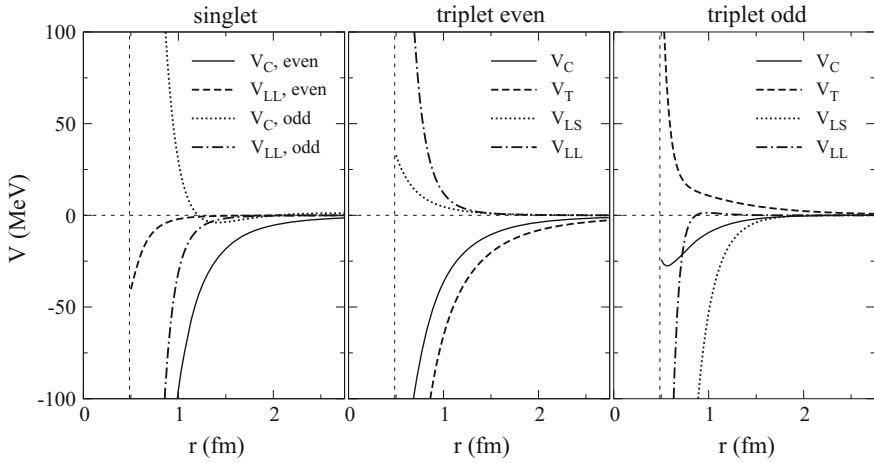 singlet
triplet even
triplet odd
V (MeV)
100
50
0
-50
-100
V_C, even
V_LL, even
V_C, odd
V_LL, odd
V_C
V_T
V_LS
V_LL
V_C
V_T
V_LS
V_LL
0
1
2
0
1
2
0
1
2
r (fm)
r (fm)
r (fm)